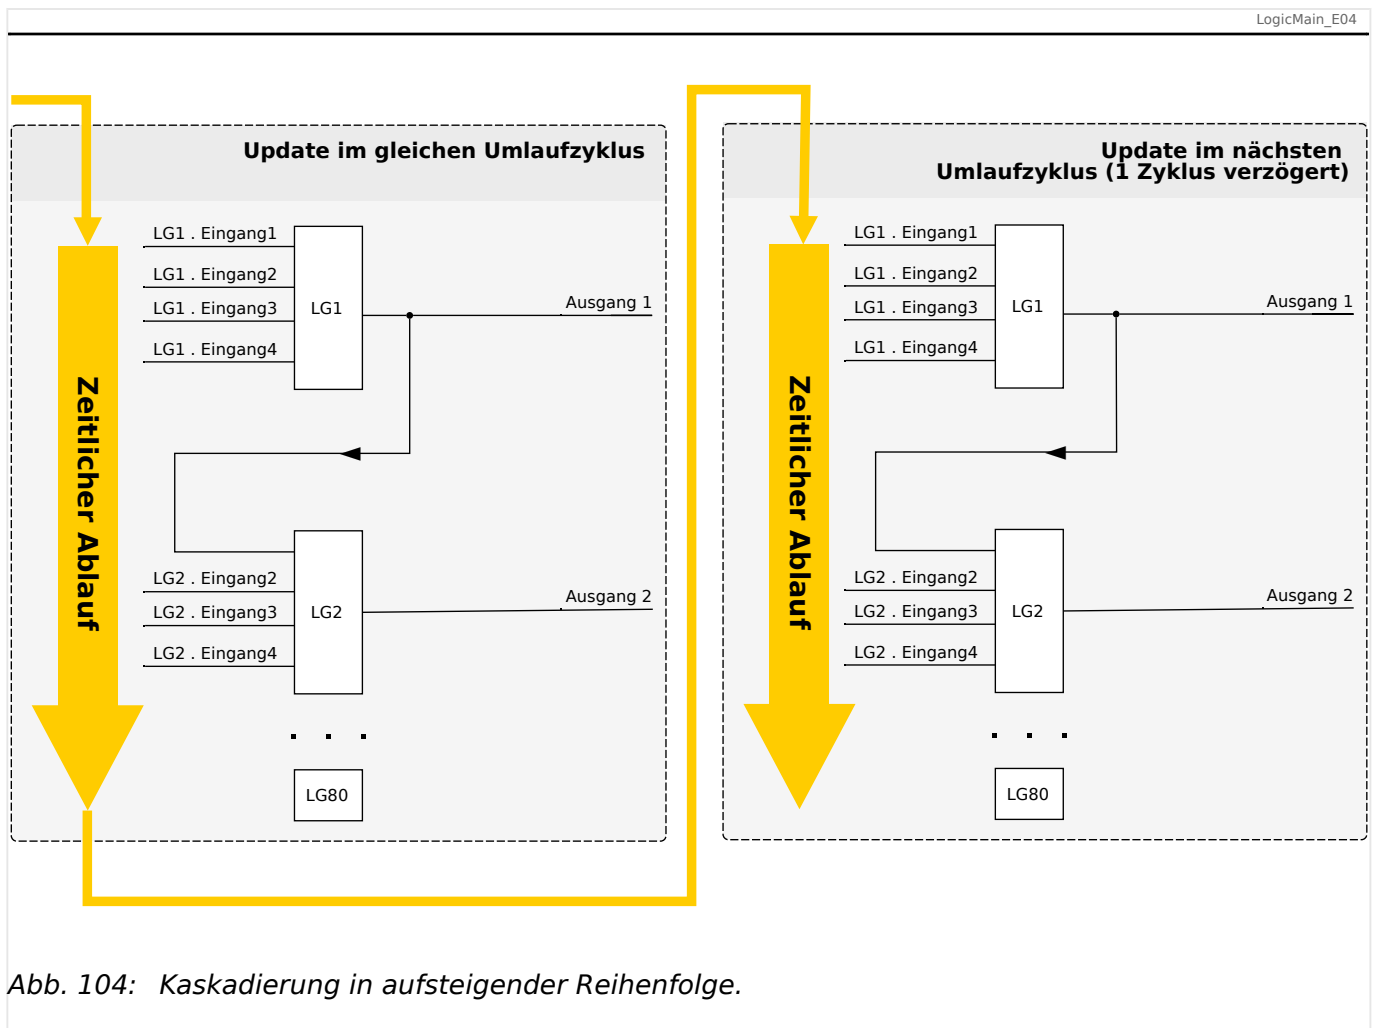 LogicMain_E04
Update im gleichen Umlaufzyklus
LG1 . Eingang1
LG1 . Eingang2
LG1 . Eingang3
LG1 . Eingang4
LG1
Ausgang 1
Zeitlicher Ablauf
LG2 . Eingang2
LG2 . Eingang3
LG2 . Eingang4
LG2
Ausgang 2
. . .
LG80
Update im nächsten
Umlaufzyklus (1 Zyklus verzögert)
LG1 . Eingang1
LG1 . Eingang2
LG1 . Eingang3
LG1 . Eingang4
LG1
Ausgang 1
Zeitlicher Ablauf
LG2 . Eingang2
LG2 . Eingang3
LG2 . Eingang4
LG2
Ausgang 2
. . .
LG80
Abb. 104: Kaskadierung in aufsteigender Reihenfolge.